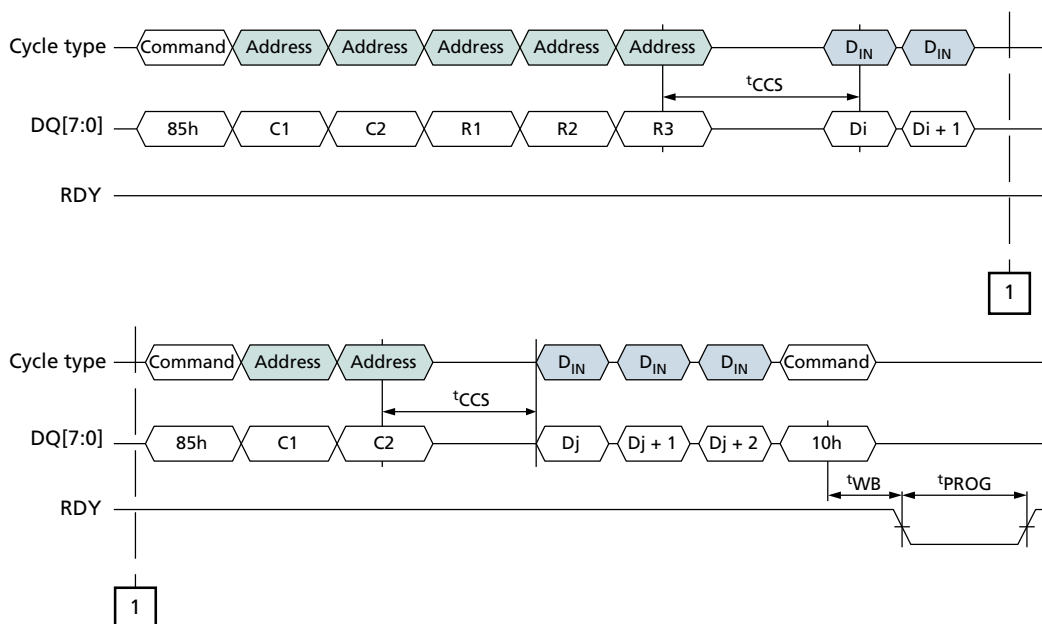 Cycle type Command Address Address Address Address Address DIN DIN
tCCS
DQ[7:0] 85h C1 C2 R1 R2 R3 Di Di + 1
RDY
1
Cycle type Command Address Address DIN DIN DIN Command
tCCS
DQ[7:0] 85h C1 C2 Dj Dj + 1 Dj + 2 10h
tWB tPROG
RDY
1